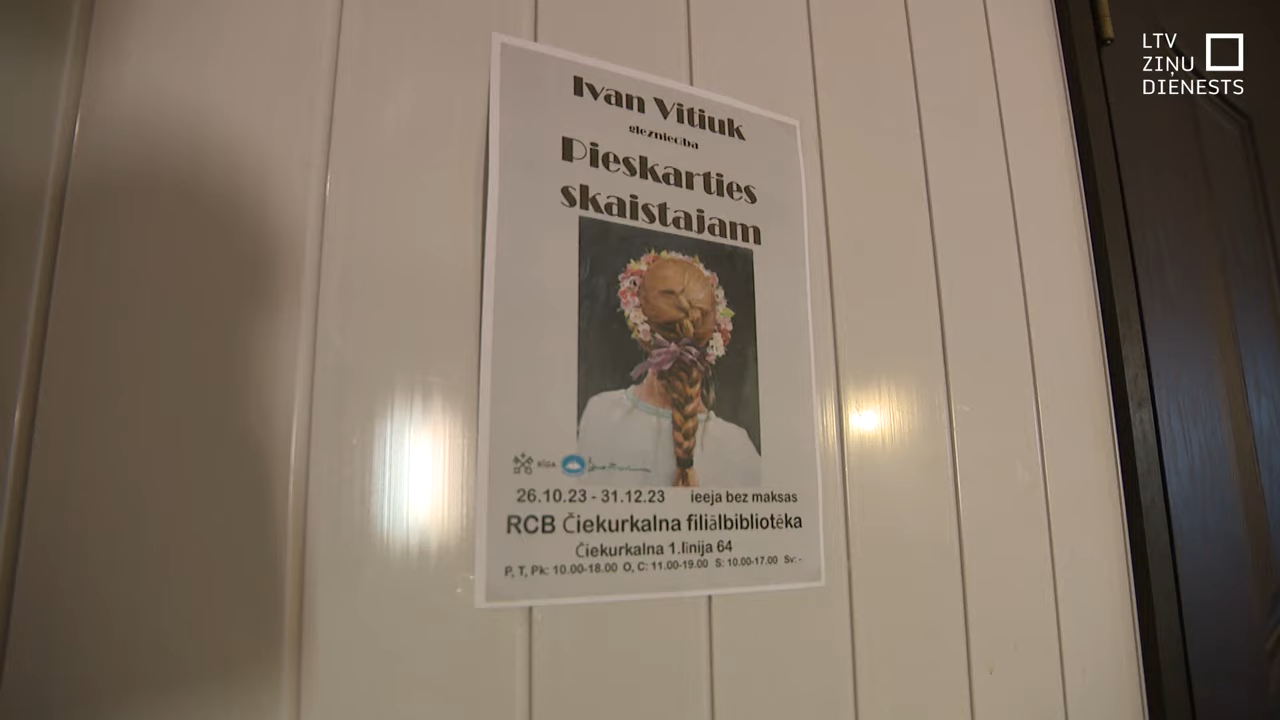 LTV
ZIŅU
DIENESTS
Ivan Vitiuk
glezniecība
Pieskarties
skaistajam
RĪGA
26.10.23 - 31.12.23 ieeja bez maksas
RCB Čiekurkalna filiālbibliotēka
Čiekurkalna 1.līnija 64
P, T, Pk: 10.00-18.00 O, C: 11.00-19.00 S: 10.00-17.00 Sv: -